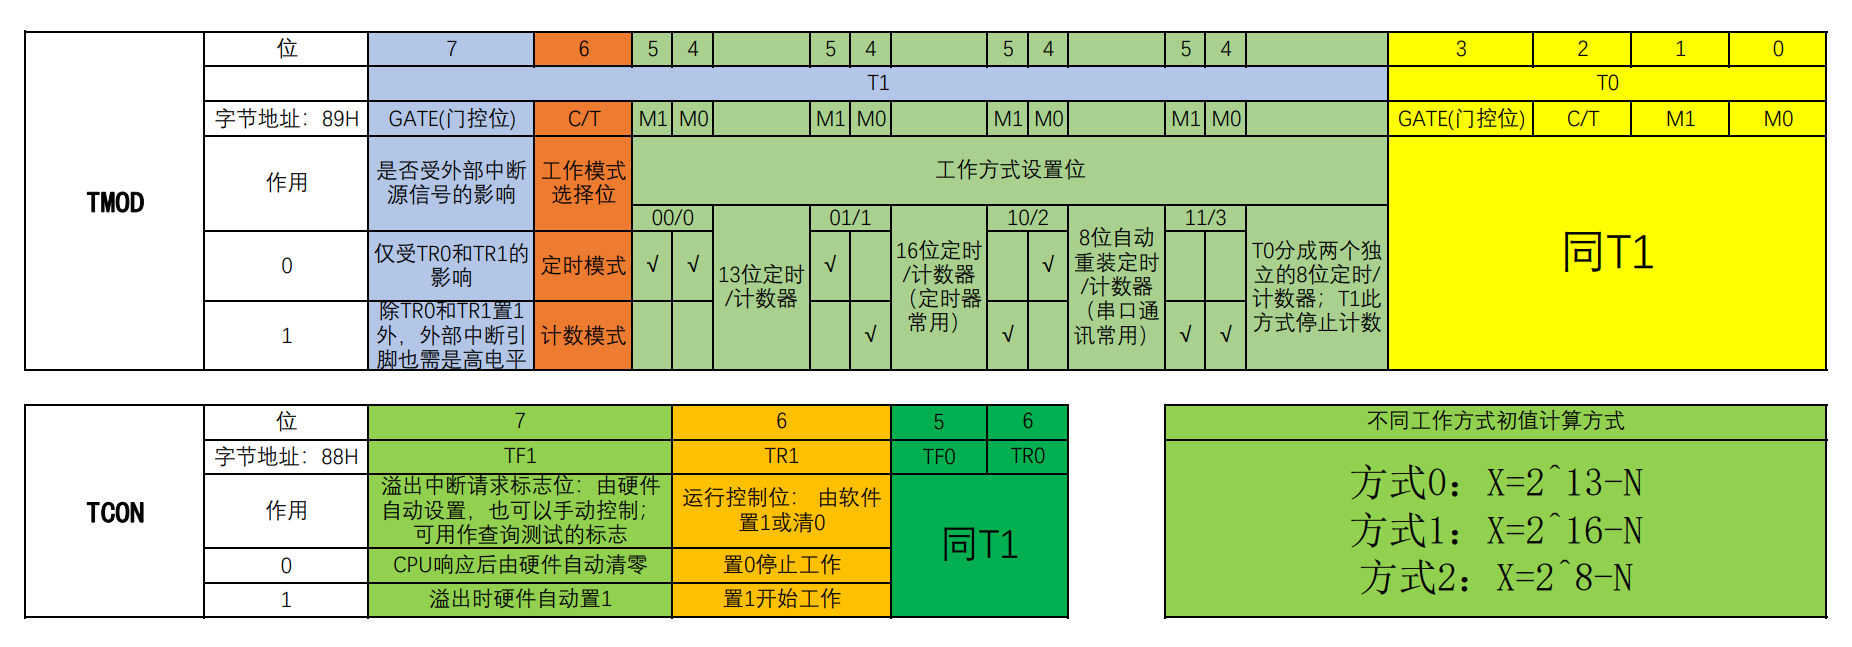 位 7 6 5 4 5 4 5 4 5 4 3 2 1 0
T1 T0
字节地址：89H GATE(门控位) C/T M1 M0 M1 M0 M1 M0 M1 M0 GATE(门控位) C/T M1 M0
TMOD
作用
是否受外部中断
源信号的影响
工作模式
选择位
工作方式设置位
00/0 01/1 10/2 11/3
0
仅受TR0和TR1的
影响
定时模式
√ √ √ √
1
除TR0和TR1置1
外，外部中断引
脚也需是高电平
计数模式
√ √ √ √
13位定时
/计数器
16位定时
/计数器
（定时器
常用）
8位自动
重装定时
/计数器
（串口通
讯常用）
T0分成两个独
立的8位定时/
计数器；T1此
方式停止计数
同T1
位 7 6 5 6
字节地址：88H TF1 TR1 TF0 TR0
TCON
作用
溢出中断请求标志位：由硬件
自动设置，也可以手动控制；
可用作查询测试的标志
运行控制位：由软件
置1或清0
0 CPU响应后由硬件自动清零 置0停止工作
1 溢出时硬件自动置1 置1开始工作
同T1
不同工作方式初值计算方式
方式0：X=2^13-N
方式1：X=2^16-N
方式2：X=2^8-N